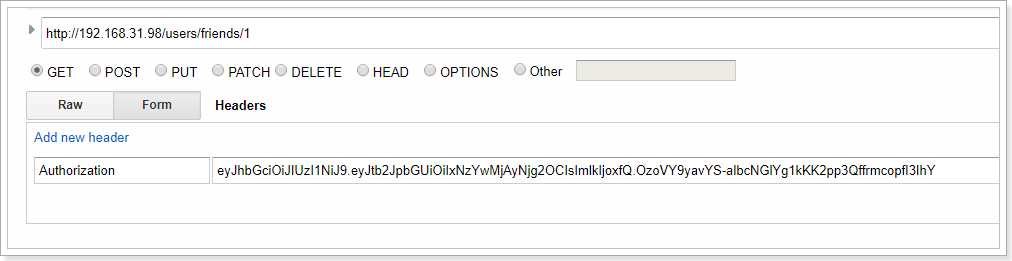 http://192.168.31.98/users/friends/1
GET POST PUT PATCH DELETE HEAD OPTIONS Other
Raw Form Headers
Add new header
Authorization eyJhbGciOiJIUzI1NiJ9.eyJtb2JpbGUiOiIxNzYwMjAyNjg2OCIsImlkIjoxfQ.OzoVY9yavYS-albcNGlYg1kKK2pp3Qffrmcopfl3lhY